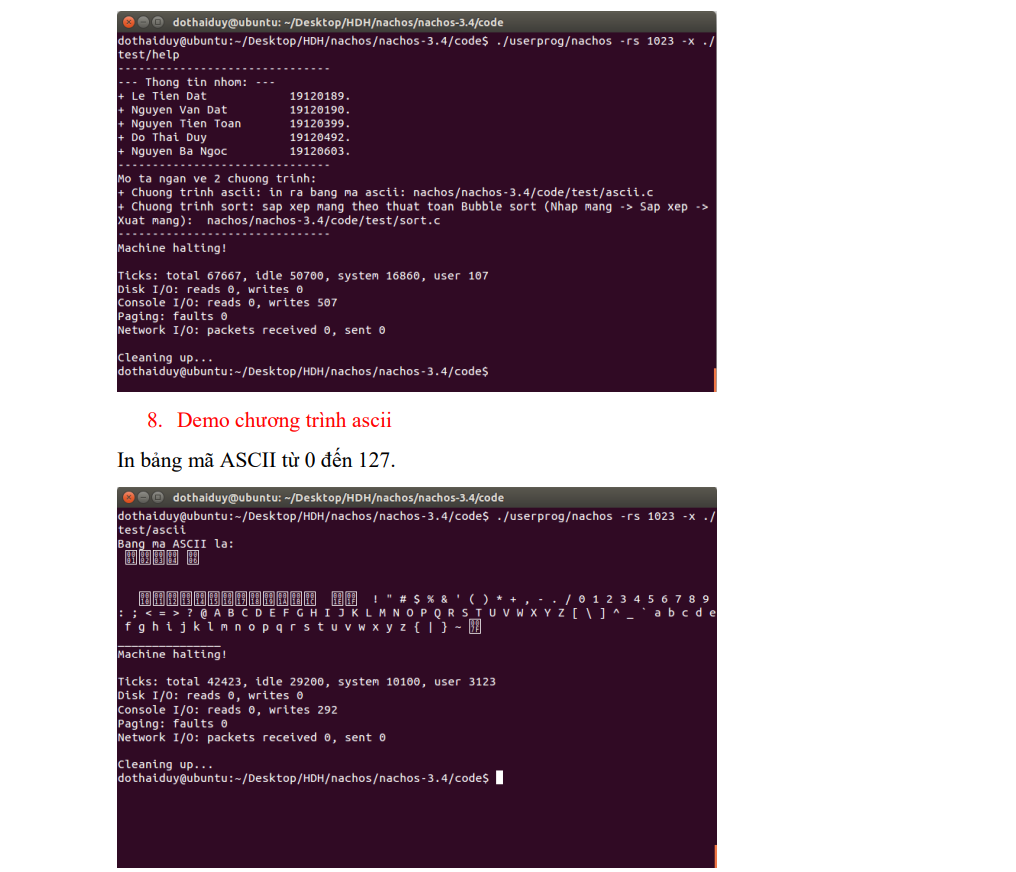 dothaiduy@ubuntu: ~/Desktop/HDH/nachos/nachos-3.4/code
dothaiduy@ubuntu:~/Desktop/HDH/nachos/nachos-3.4/code$ ./userprog/nachos -rs 1023 -x ./
test/help
-------------------------------
--- Thong tin nhom: ---
+ Le Tien Dat 19120189.
+ Nguyen Van Dat 19120190.
+ Nguyen Tien Toan 19120399.
+ Do Thai Duy 19120492.
+ Nguyen Ba Ngoc 19120603.
-------------------------------
Mo ta ngan ve 2 chuong trinh:
+ Chuong trinh ascii: in ra bang ma ascii: nachos/nachos-3.4/code/test/ascii.c
+ Chuong trinh sort: sap xep mang theo thuat toan Bubble sort (Nhap mang -> Sap xep ->
Xuat mang): nachos/nachos-3.4/code/test/sort.c
-------------------------------
Machine halting!
Ticks: total 67667, idle 50700, system 16860, user 107
Disk I/O: reads 0, writes 0
Console I/O: reads 0, writes 507
Paging: faults 0
Network I/O: packets received 0, sent 0
Cleaning up...
dothaiduy@ubuntu:~/Desktop/HDH/nachos/nachos-3.4/code$
8. Demo chương trình ascii
In bảng mã ASCII từ 0 đến 127.
dothaiduy@ubuntu: ~/Desktop/HDH/nachos/nachos-3.4/code
dothaiduy@ubuntu:~/Desktop/HDH/nachos/nachos-3.4/code$ ./userprog/nachos -rs 1023 -x ./
test/ascii
Bang ma ASCII la:
! " # $ % & ' ( ) * + , - . / 0 1 2 3 4 5 6 7 8 9
: ; < = > ? @ A B C D E F G H I J K L M N O P Q R S T U V W X Y Z [ \ ] ^ _ ` a b c d e
f g h i j k l m n o p q r s t u v w x y z { | } ~
_______________
Machine halting!
Ticks: total 42423, idle 29200, system 10100, user 3123
Disk I/O: reads 0, writes 0
Console I/O: reads 0, writes 292
Paging: faults 0
Network I/O: packets received 0, sent 0
Cleaning up...
dothaiduy@ubuntu:~/Desktop/HDH/nachos/nachos-3.4/code$